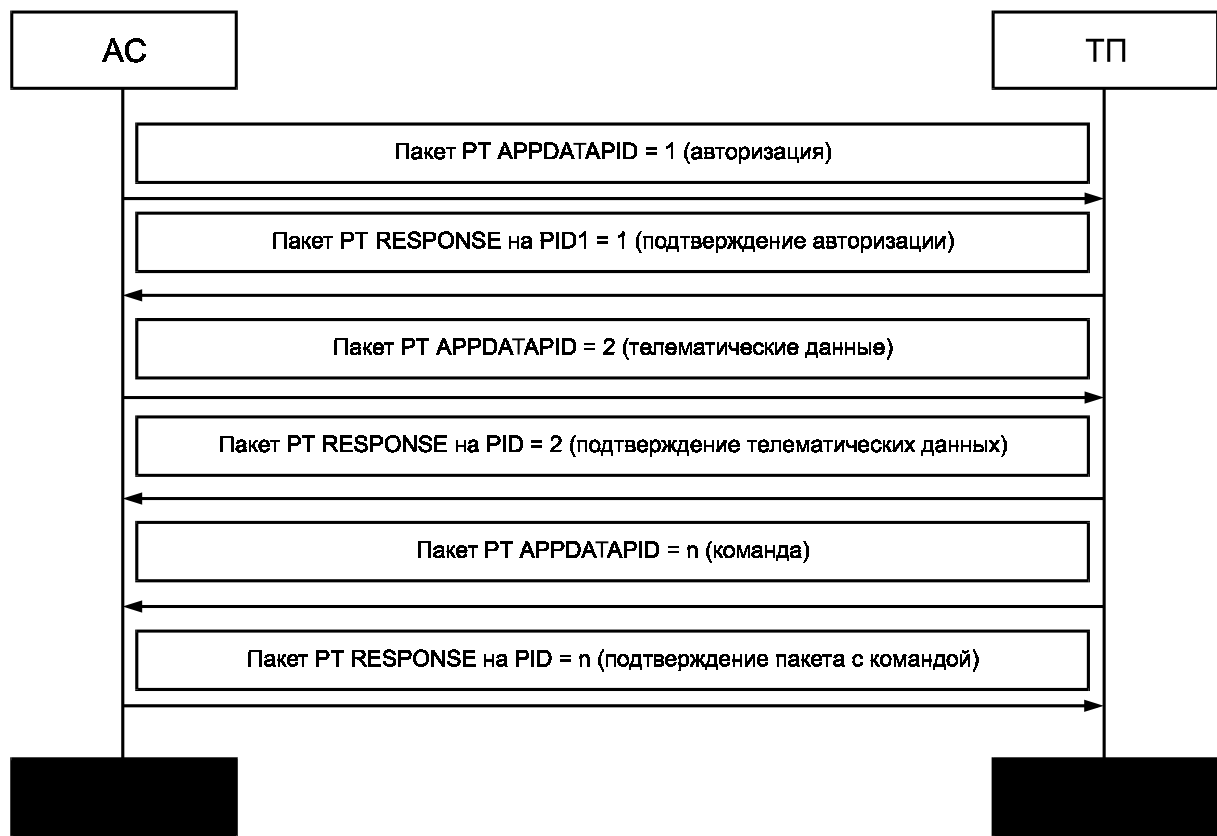 АС
ТП
Пакет PT APPDATAPID = 1 (авторизация)
Пакет PT RESPONSE на PID1 = 1 (подтверждение авторизации)
Пакет PT APPDATAPID = 2 (телематические данные)
Пакет PT RESPONSE на PID = 2 (подтверждение телематических данных)
Пакет PT APPDATAPID = n (команда)
Пакет PT RESPONSE на PID = n (подтверждение пакета с командой)